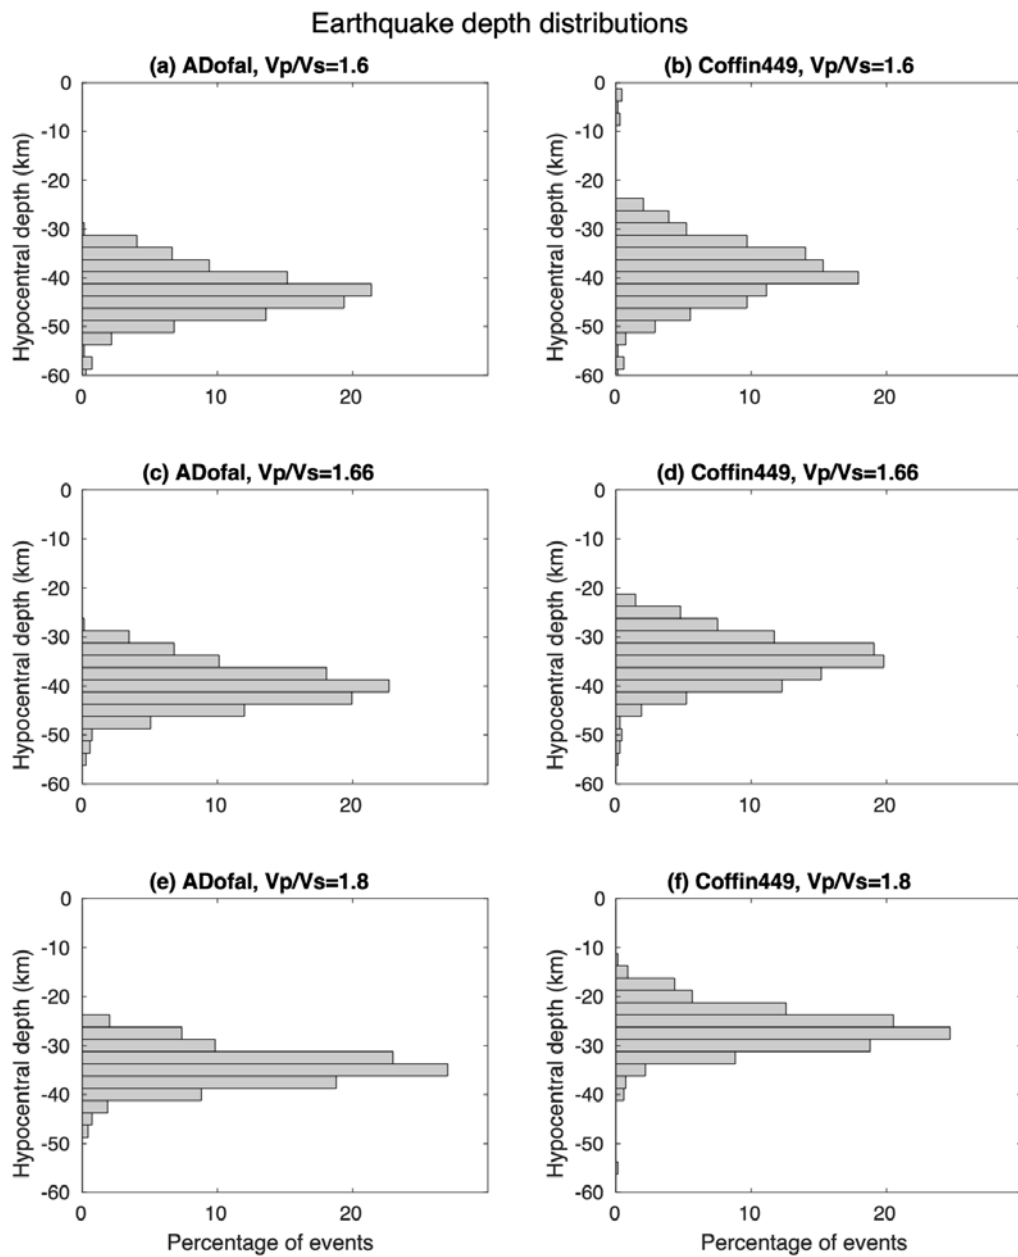 Earthquake depth distributions
(a) ADofal, Vp/Vs=1.6
(b) Coffin449, Vp/Vs=1.6
0
-10
-20
-30
-40
-50
-60
Hypocentral depth (km)
0 10 20
0
-10
-20
-30
-40
-50
-60
Hypocentral depth (km)
0 10 20
(c) ADofal, Vp/Vs=1.66
(d) Coffin449, Vp/Vs=1.66
0
-10
-20
-30
-40
-50
-60
Hypocentral depth (km)
0 10 20
0
-10
-20
-30
-40
-50
-60
Hypocentral depth (km)
0 10 20
(e) ADofal, Vp/Vs=1.8
(f) Coffin449, Vp/Vs=1.8
0
-10
-20
-30
-40
-50
-60
Hypocentral depth (km)
0 10 20
Percentage of events
0
-10
-20
-30
-40
-50
-60
Hypocentral depth (km)
0 10 20
Percentage of events